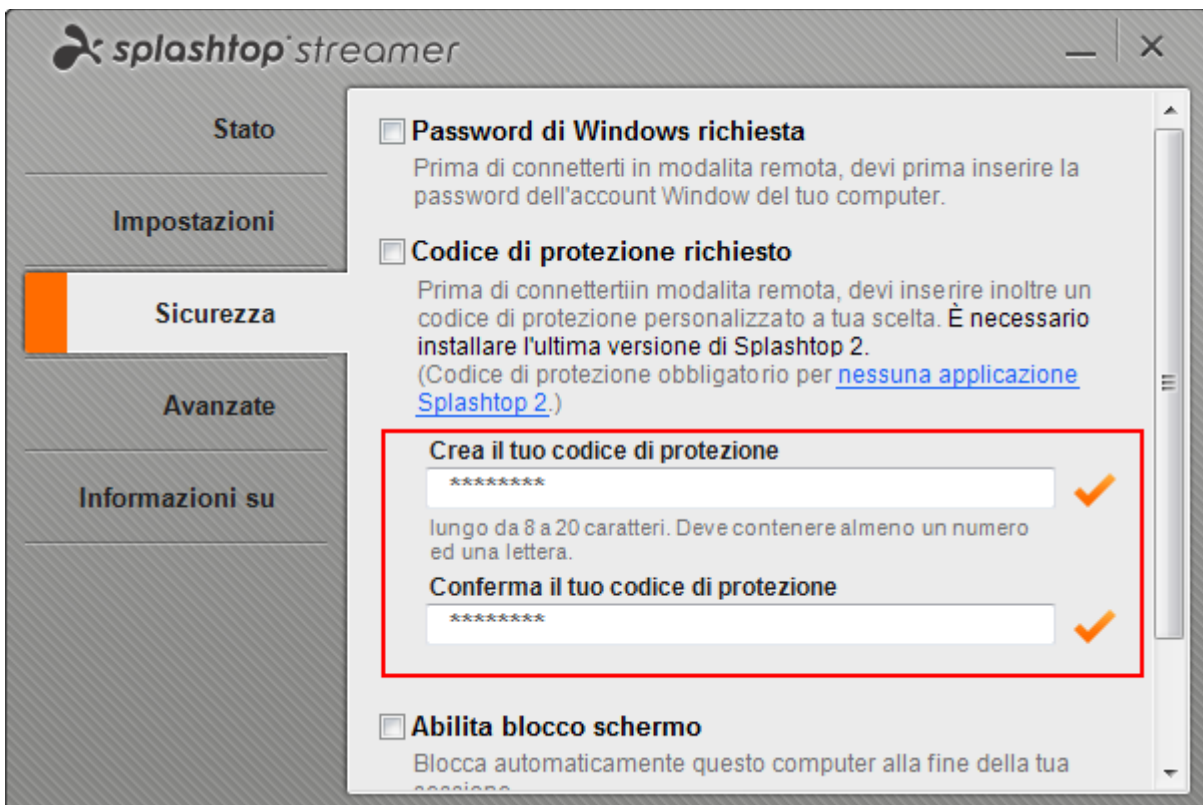 splashtop streamer
Stato
Impostazioni
Sicurezza
Avanzate
Informazioni su
Password di Windows richiesta
Prima di connetterti in modalita remota, devi prima inserire la
password dell'account Window del tuo computer.
Codice di protezione richiesto
Prima di connettertiin modalita remota, devi inserire inoltre un
codice di protezione personalizzato a tua scelta. È necessario
installare l'ultima versione di Splashtop 2.
(Codice di protezione obbligatorio per nessuna applicazione
Splashtop 2.)
Crea il tuo codice di protezione
********
lungo da 8 a 20 caratteri. Deve contenere almeno un numero
ed una lettera.
Conferma il tuo codice di protezione
********
Abilita blocco schermo
Blocca automaticamente questo computer alla fine della tua